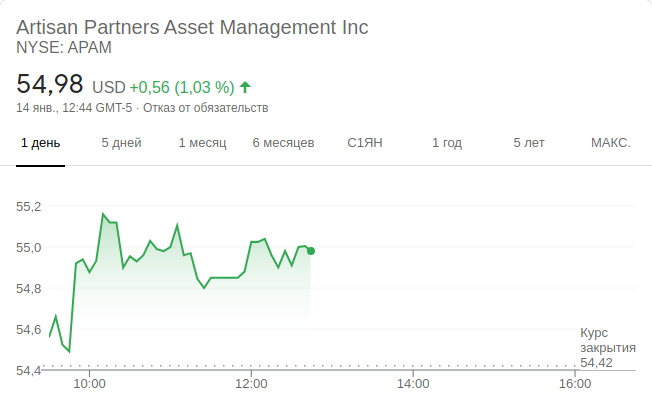 Artisan Partners Asset Management Inc
NYSE: APAM
54,98 USD +0,56 (1,03 %)
14 янв., 12:44 GMT-5 · Отказ от обязательств
1 день 5 дней 1 месяц 6 месяцев С1ЯН 1 год 5 лет МАКС.
55,2
55,0
54,8
54,6
Курс
закрытия
54,42
54,4
10:00 12:00 14:00 16:00